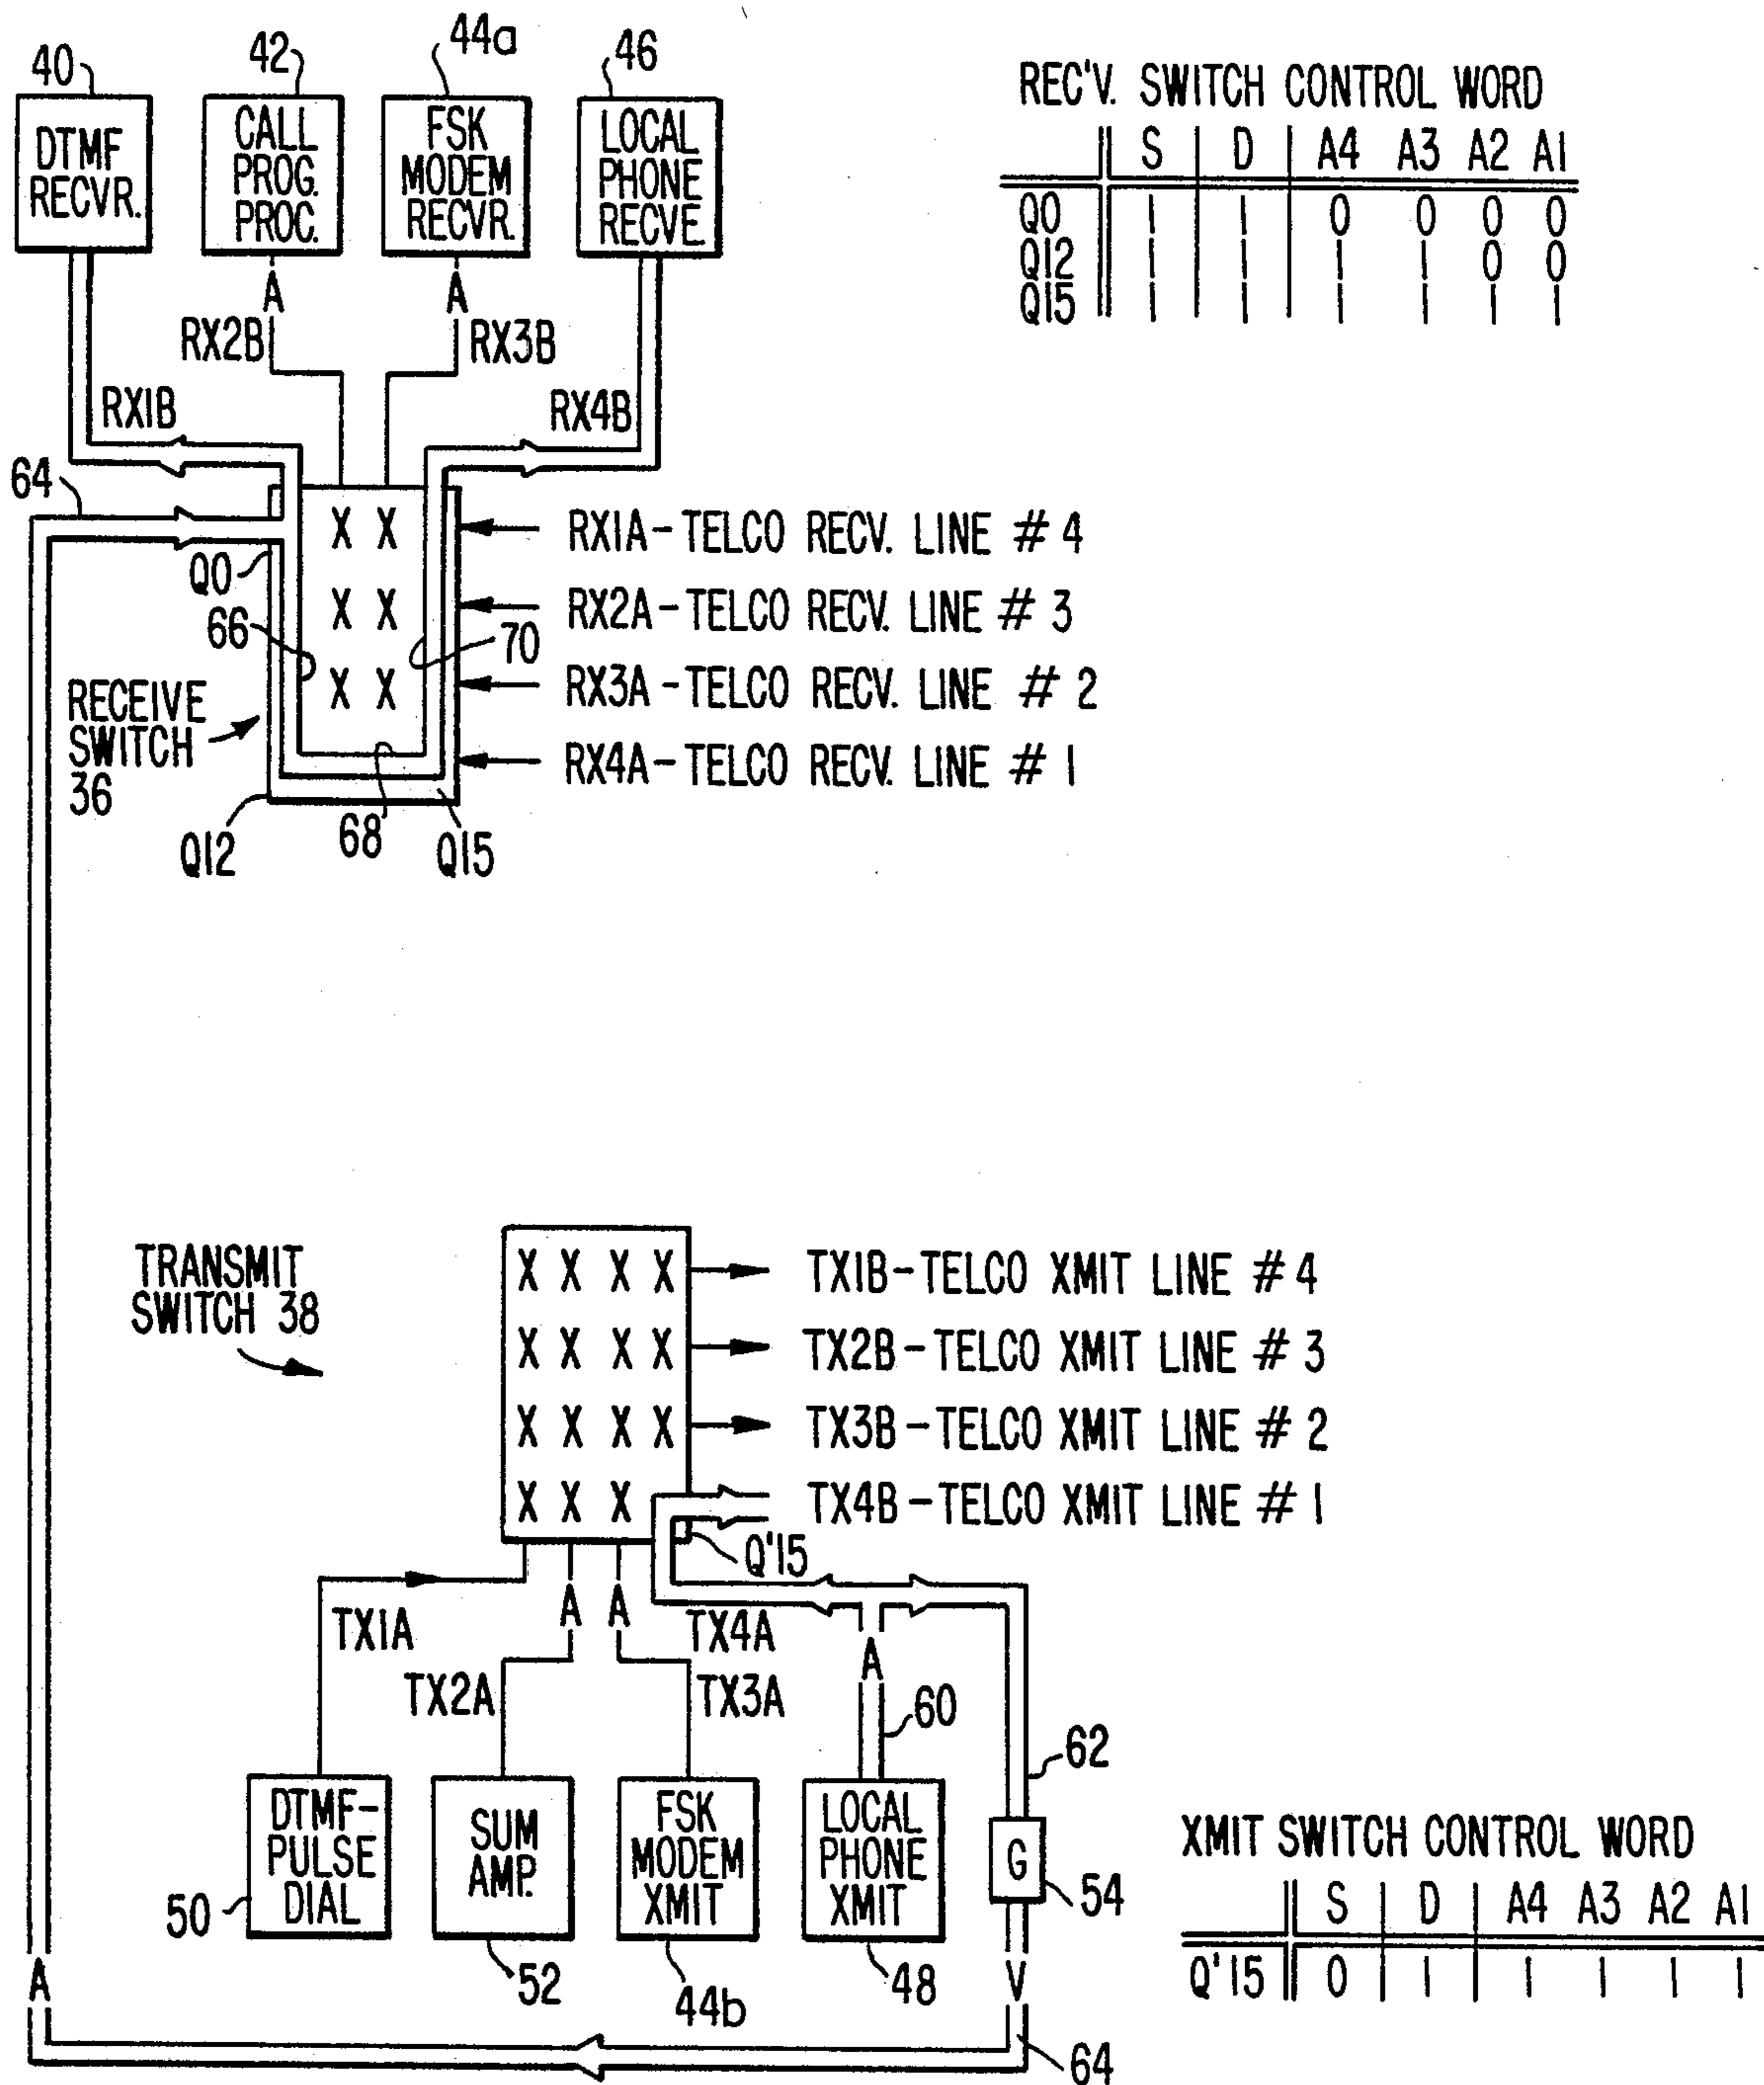 40
42
44a
46
DTMF
RECVR.
CALL
PROG.
PROC.
FSK
MODEM
RECVR.
LOCAL
PHONE
RECVE.
REC'V. SWITCH CONTROL WORD
S D A4 A3 A2 A1
Q0 1 1 0 0 0 0
Q12 1 1 1 1 0 0
Q15 1 1 1 1 1 1
A A
RX2B RX3B
RX1B RX4B
64
Q0
66
70
X X
X X
X X
RX1A-TELCO RECV. LINE # 4
RX2A-TELCO RECV. LINE # 3
RX3A-TELCO RECV. LINE # 2
RX4A-TELCO RECV. LINE # 1
RECEIVE
SWITCH
36
Q12
68
Q15
TRANSMIT
SWITCH 38
X X X X
X X X X
X X X X
X X X
TX1B-TELCO XMIT LINE # 4
TX2B-TELCO XMIT LINE # 3
TX3B-TELCO XMIT LINE # 2
TX4B-TELCO XMIT LINE # 1
Q'15
A A
TX1A
TX4A
TX2A
TX3A
A
60
62
DTMF-
PULSE
DIAL
SUM
AMP.
FSK
MODEM
XMIT
LOCAL
PHONE
XMIT
G
54
50
52
44b
48
XMIT SWITCH CONTROL WORD
S D A4 A3 A2 A1
Q'15 0 1 1 1 1 1
A
V
64